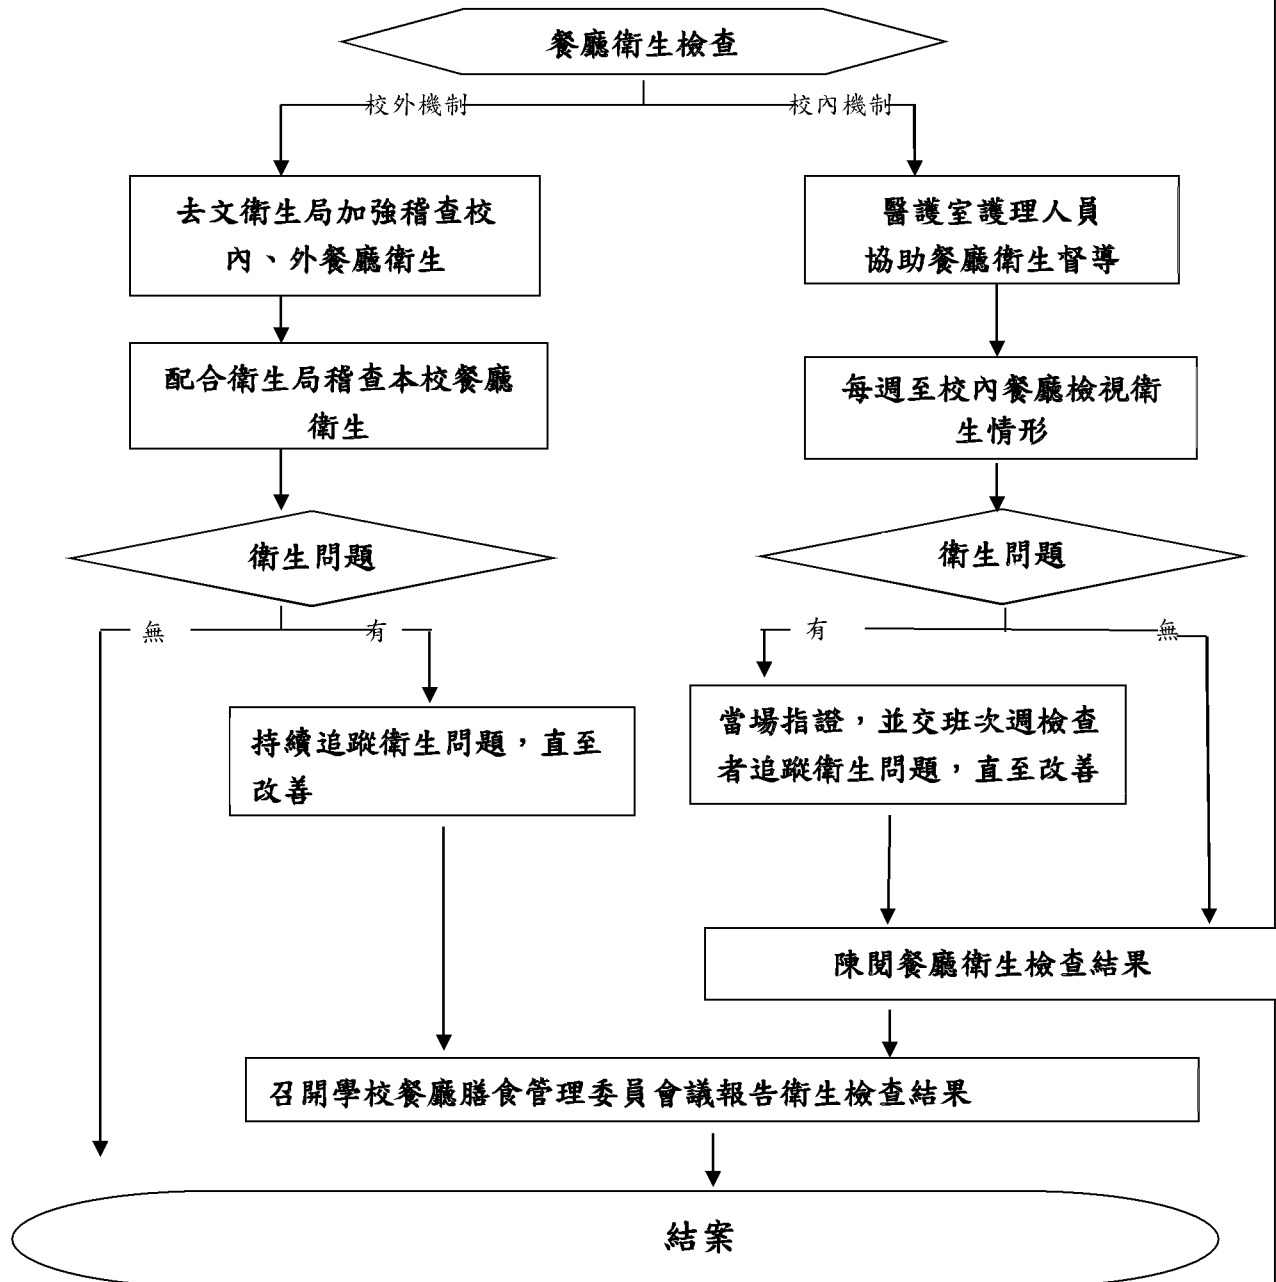 餐廳衛生檢查
校外機制
校內機制
去文衛生局加強稽查校
內、外餐廳衛生
醫護室護理人員
協助餐廳衛生督導
配合衛生局稽查本校餐廳
衛生
每週至校內餐廳檢視衛
生情形
衛生問題
衛生問題
無
有
有
無
持續追蹤衛生問題，直至
改善
當場指證，並交班次週檢查
者追蹤衛生問題，直至改善
陳閱餐廳衛生檢查結果
召開學校餐廳膳食管理委員會議報告衛生檢查結果
結案